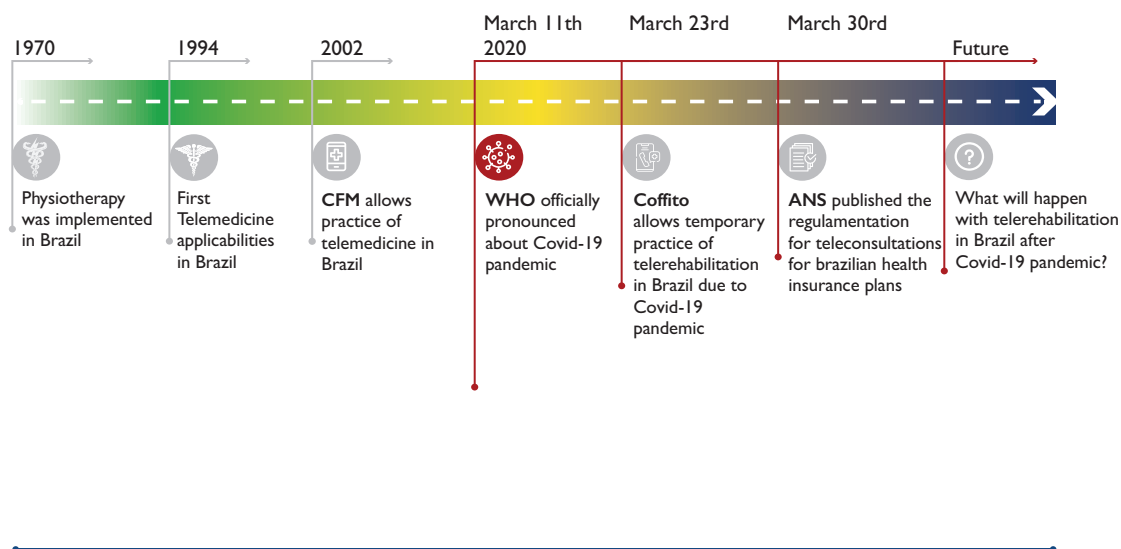 1970
Physiotherapy
was implemented
in Brazil
1994
First
Telemedicine
applicabilities
in Brazil
2002
CFM allows
practice of
telemedicine in
Brazil
March 11th
2020
WHO officially
pronounced
about Covid-19
pandemic
March 23rd
Coffito
allows temporary
practice of
telerehabilitation
in Brazil due to
Covid-19
pandemic
March 30rd
ANS published the
regulamentation
for teleconsultations
for brazilian health
insurance plans
Future
?
What will happen
with telerehabilitation
in Brazil after
Covid-19 pandemic?